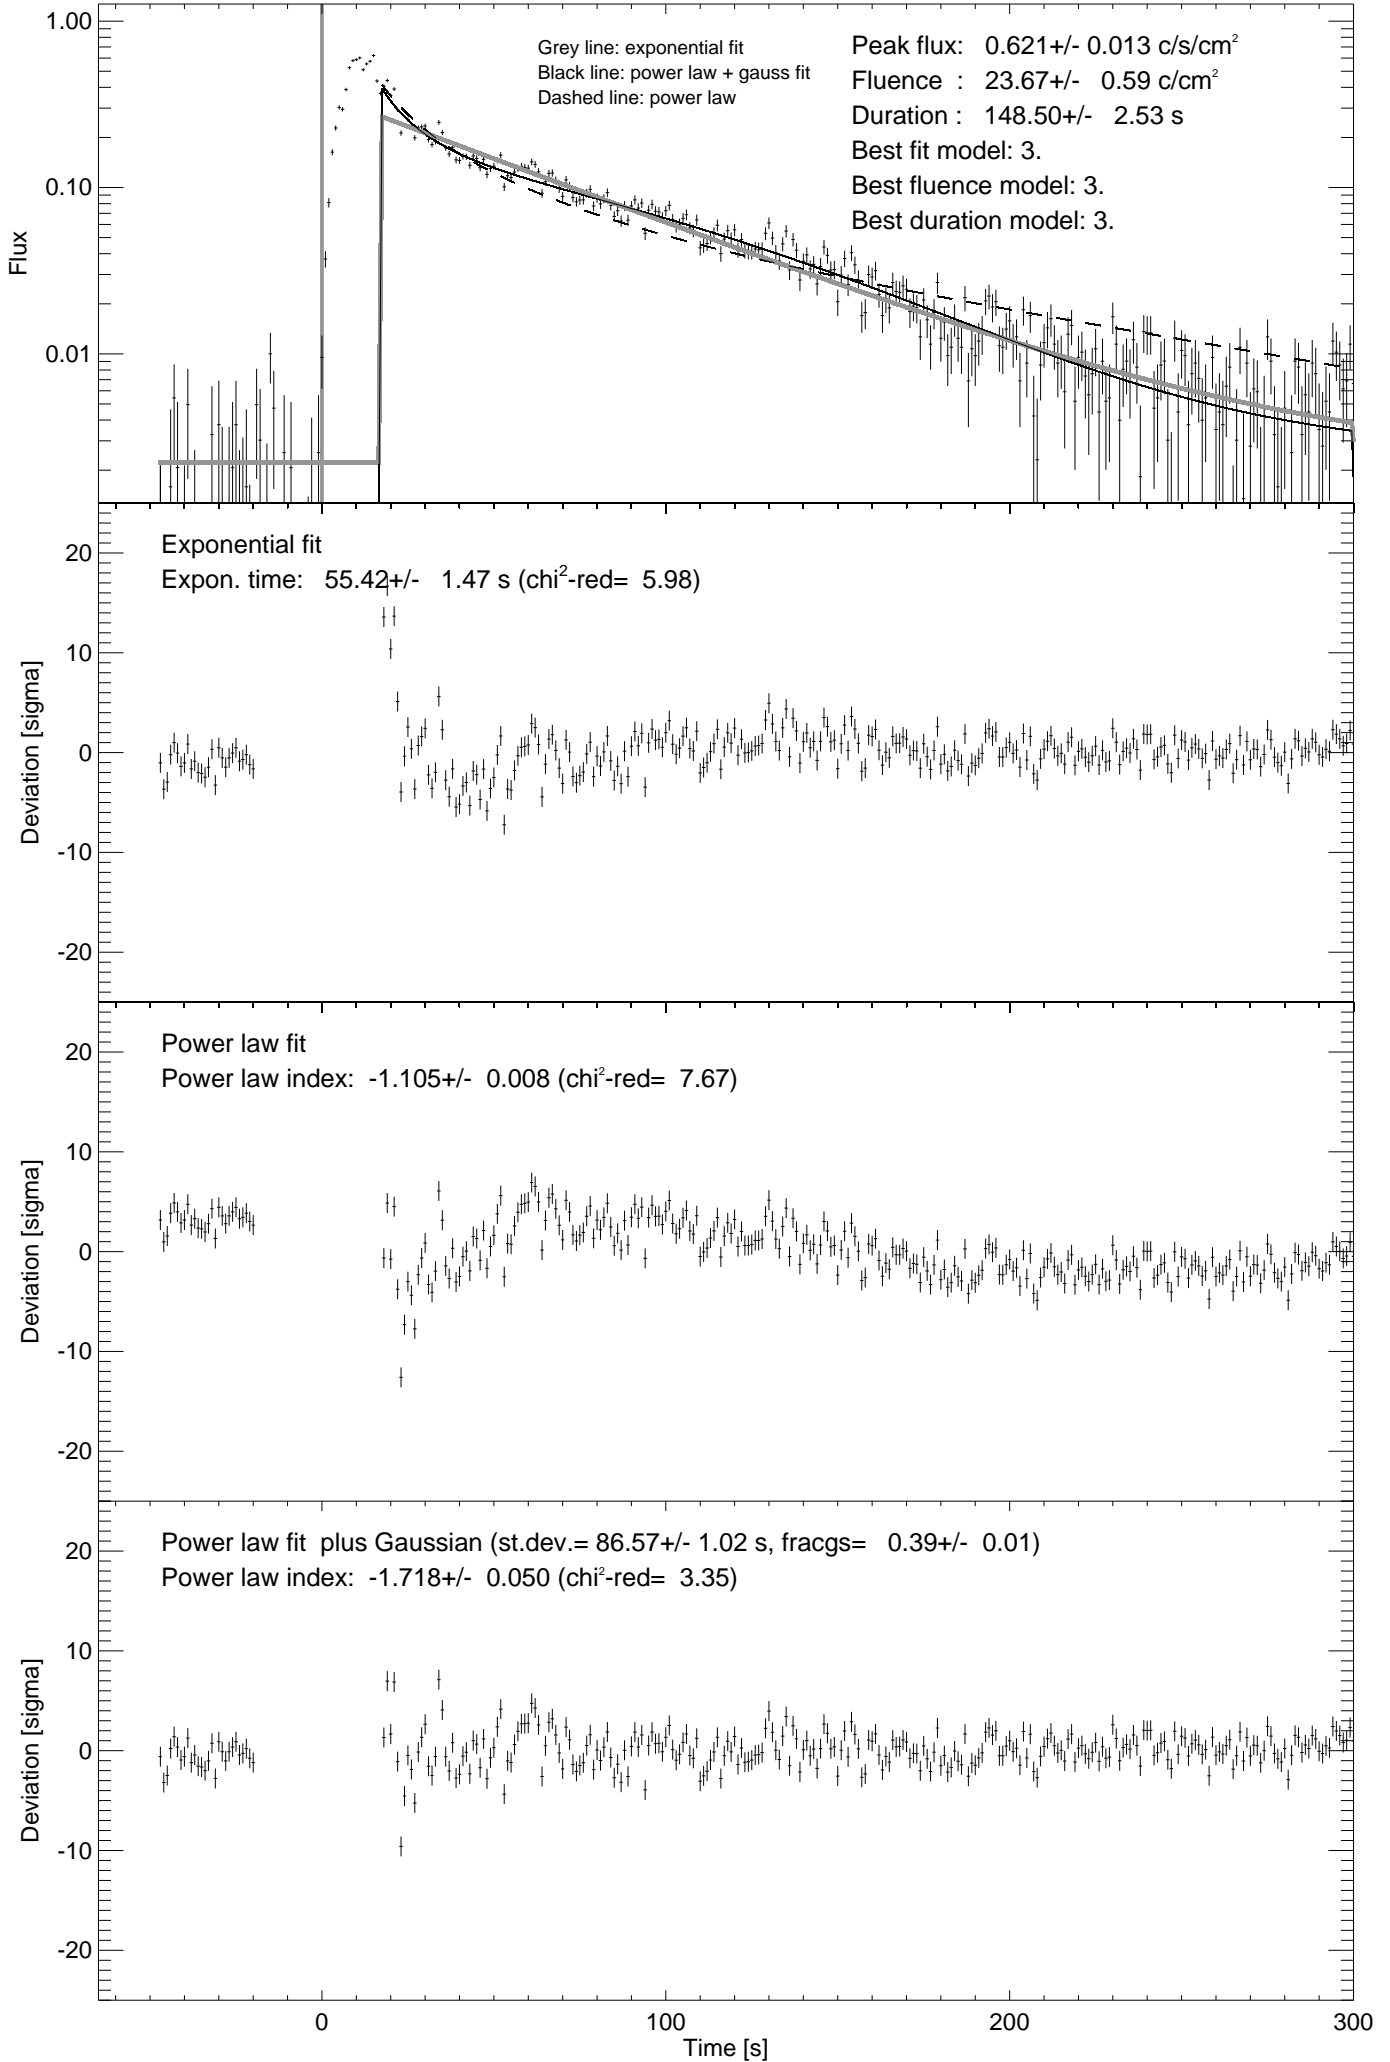 1.00
0.10
0.01
Flux
Grey line: exponential fit
Black line: power law + gauss fit
Dashed line: power law
Peak flux: 0.621+/- 0.013 c/s/cm²
Fluence : 23.67+/- 0.59 c/cm²
Duration : 148.50+/- 2.53 s
Best fit model: 3.
Best fluence model: 3.
Best duration model: 3.
20
10
0
-10
-20
Deviation [sigma]
Exponential fit
Expon. time: 55.42+/- 1.47 s (chi²-red= 5.98)
20
10
0
-10
-20
Deviation [sigma]
Power law fit
Power law index: -1.105+/- 0.008 (chi²-red= 7.67)
20
10
0
-10
-20
Deviation [sigma]
Power law fit plus Gaussian (st.dev.= 86.57+/- 1.02 s, fracgs= 0.39+/- 0.01)
Power law index: -1.718+/- 0.050 (chi²-red= 3.35)
0
100
200
300
Time [s]